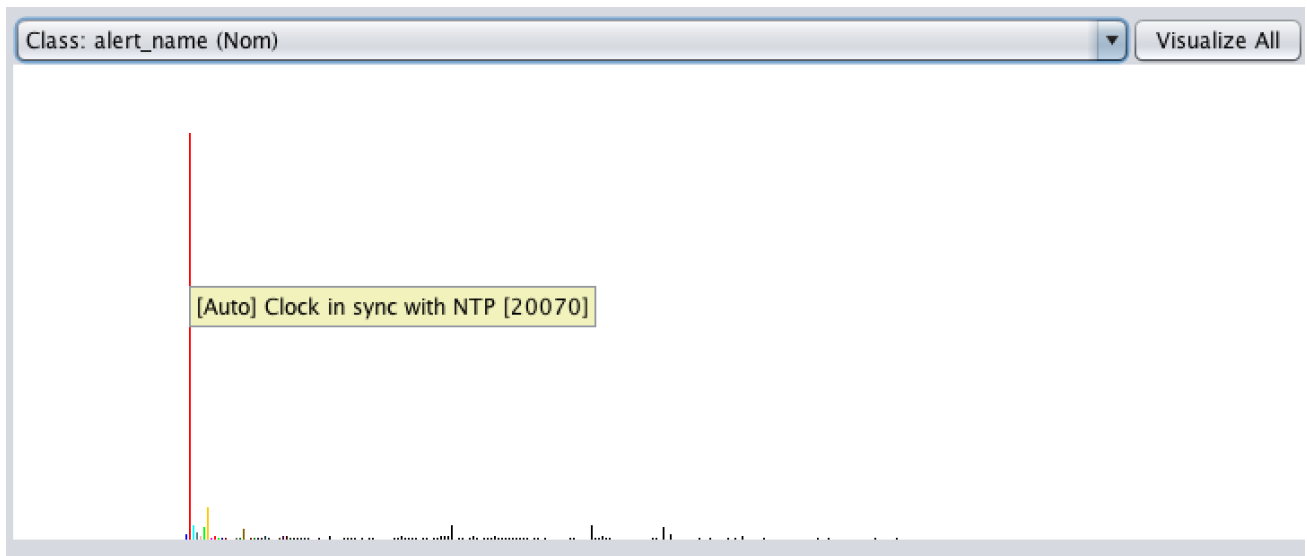 Class: alert_name (Nom)
Visualize All
[Auto] Clock in sync with NTP [20070]